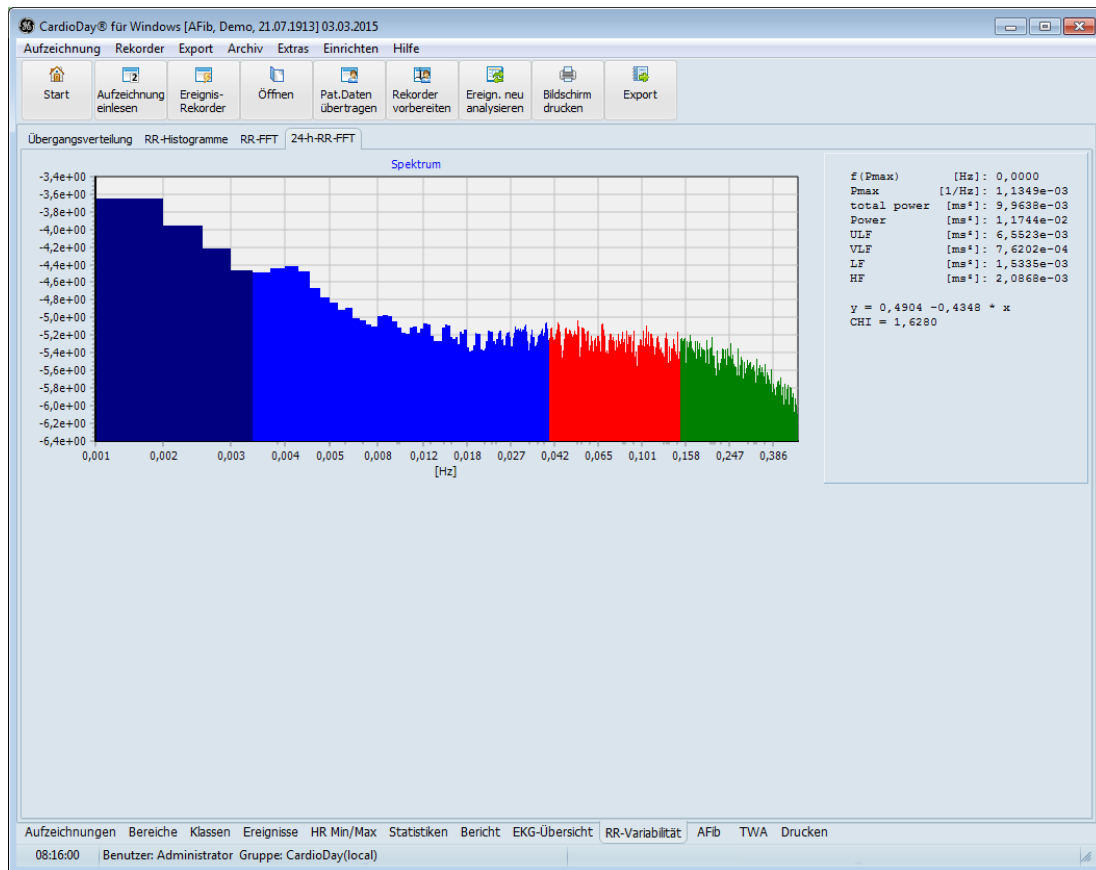 CardioDay® für Windows [AFib, Demo, 21.07.1913] 03.03.2015
Aufzeichnung Rekorder Export Archiv Extras Einrichten Hilfe
Start Aufzeichnung einlesen Ereignis-Rekorder Öffnen Pat.Daten übertragen Rekorder vorbereiten Ereign. neu analysieren Bildschirm drucken Export
Übergangsverteilung RR-Histogramme RR-FFT 24-h-RR-FFT
Spektrum
-3,4e+00
-3,6e+00
-3,8e+00
-4,0e+00
-4,2e+00
-4,4e+00
-4,6e+00
-4,8e+00
-5,0e+00
-5,2e+00
-5,4e+00
-5,6e+00
-5,8e+00
-6,0e+00
-6,2e+00
-6,4e+00
0,001 0,002 0,003 0,004 0,005 0,008 0,012 0,018 0,027 0,042 0,065 0,101 0,158 0,247 0,386
[Hz]
f(Pmax) [Hz]: 0,0000
Pmax [1/Hz]: 1,1349e-03
total power [ms²]: 9,9638e-03
Power [ms²]: 1,1744e-02
ULF [ms²]: 6,5523e-03
VLF [ms²]: 7,6202e-04
LF [ms²]: 1,5335e-03
HF [ms²]: 2,0868e-03
y = 0,4904 -0,4348 * x
CHI = 1,6280
Aufzeichnungen Bereiche Klassen Ereignisse HR Min/Max Statistiken Bericht EKG-Übersicht RR-Variabilität AFib TWA Drucken
08:16:00 Benutzer: Administrator Gruppe: CardioDay(local)